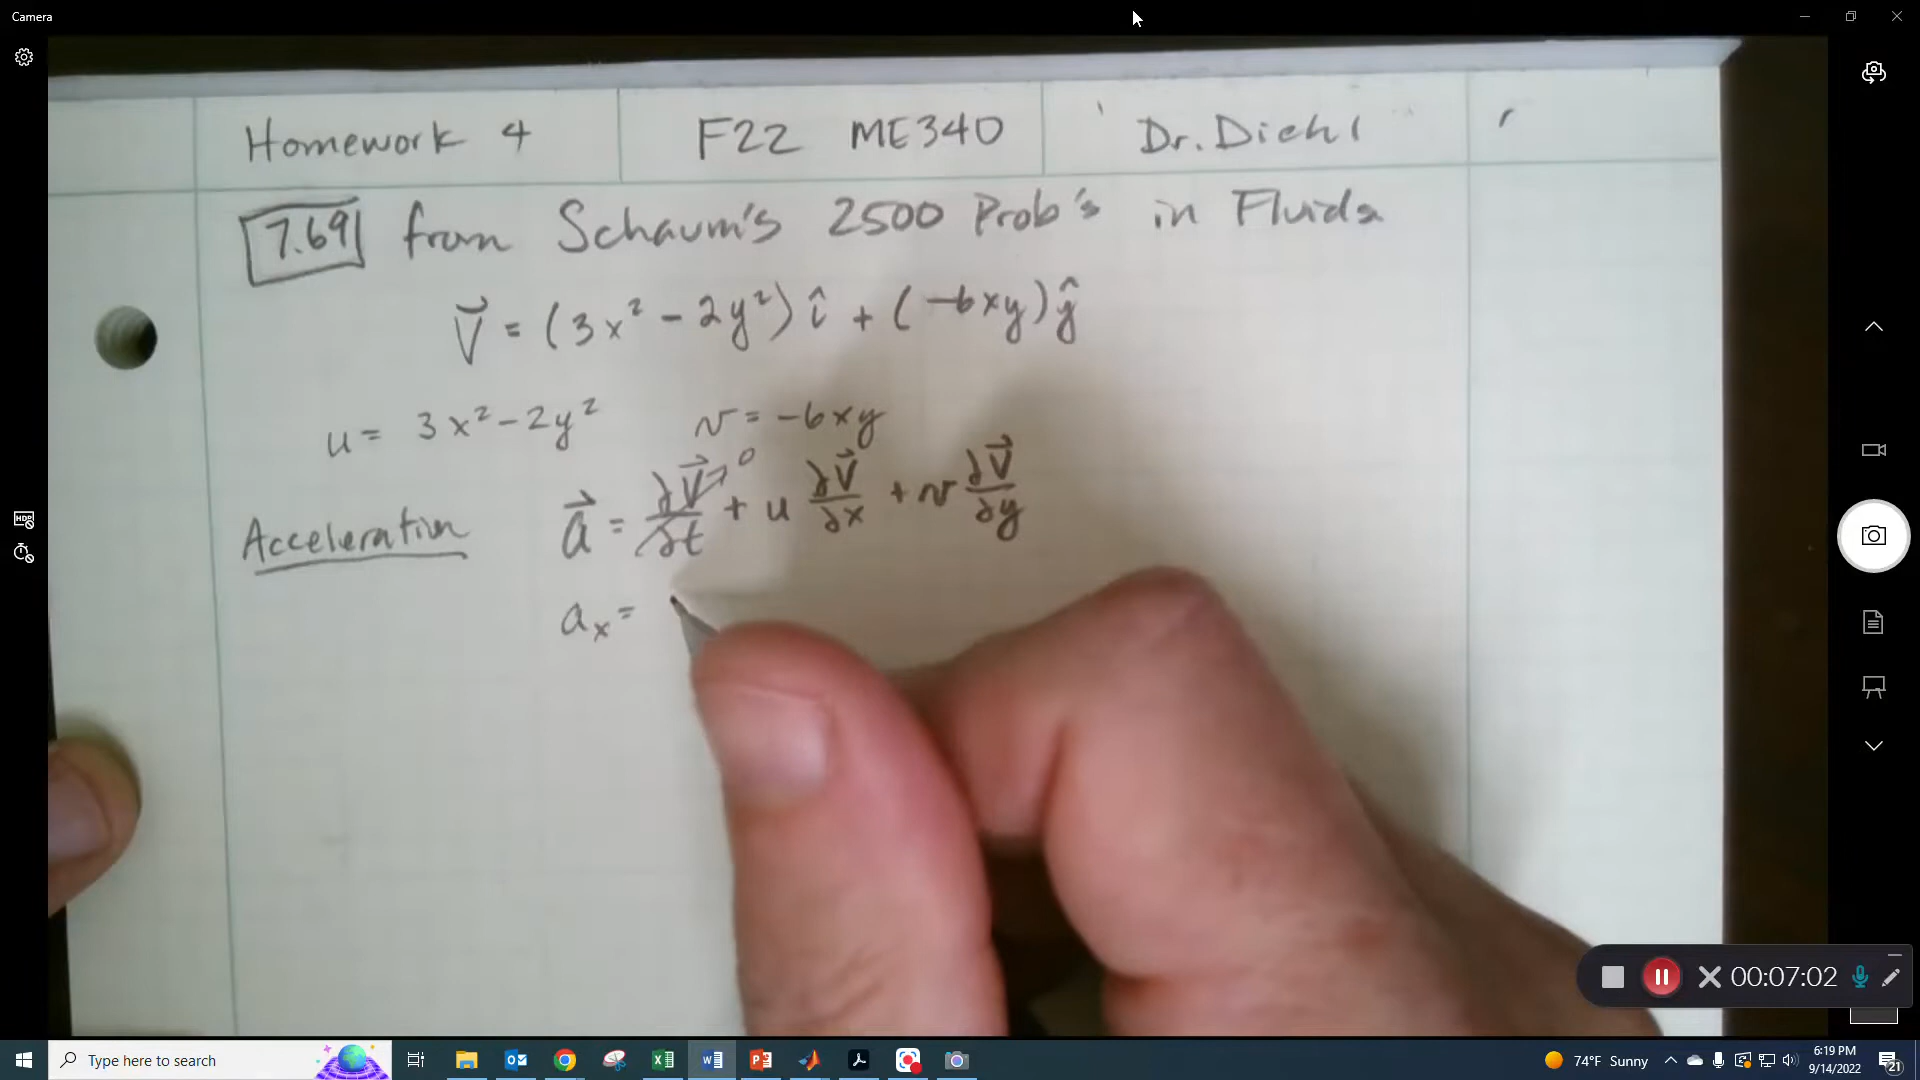 Camera
Homework 4 F22 ME340 Dr. Diehl
7.69 from Schaum's 2500 Prob's in Fluids
V⃗ = (3x² - 2y²) î + (-6xy) ŷ
u = 3x² - 2y² v = -6xy
Acceleration a⃗ = ∂V⃗/∂t → 0 + u ∂V⃗/∂x + v ∂V⃗/∂y
aₓ =
00:07:02
Type here to search
74°F Sunny
6:19 PM
9/14/2022
21